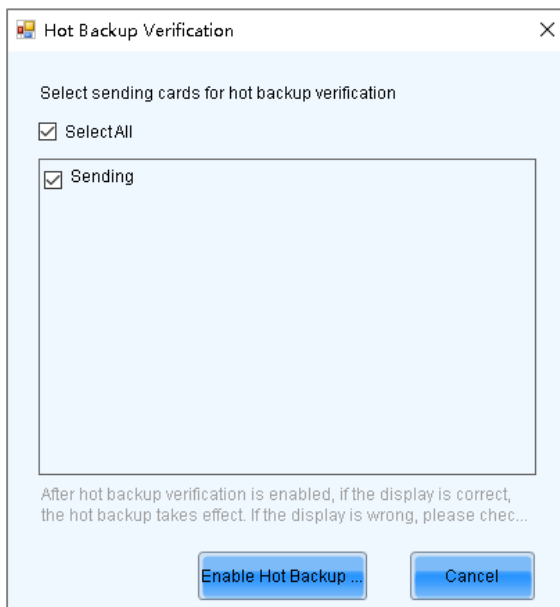 Hot Backup Verification
Select sending cards for hot backup verification
SelectAll
Sending
After hot backup verification is enabled, if the display is correct,
the hot backup takes effect. If the display is wrong, please chec...
Enable Hot Backup ...
Cancel